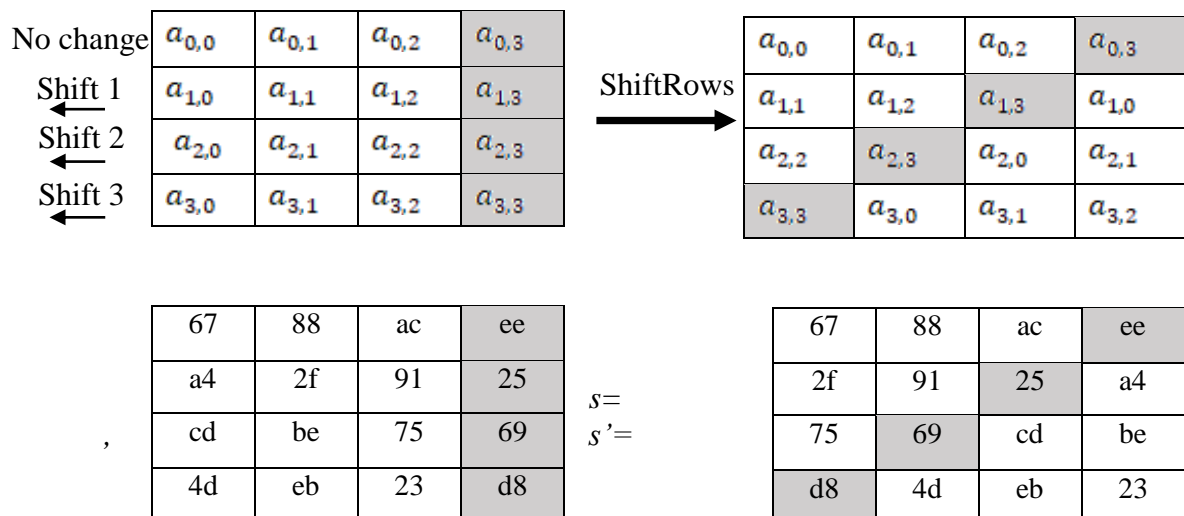 No change a0,0 a0,1 a0,2 a0,3
Shift 1 a1,0 a1,1 a1,2 a1,3
Shift 2 a2,0 a2,1 a2,2 a2,3
Shift 3 a3,0 a3,1 a3,2 a3,3
ShiftRows
a0,0 a0,1 a0,2 a0,3
a1,1 a1,2 a1,3 a1,0
a2,2 a2,3 a2,0 a2,1
a3,3 a3,0 a3,1 a3,2
67 88 ac ee
a4 2f 91 25
, cd be 75 69
4d eb 23 d8
s=
s’=
67 88 ac ee
2f 91 25 a4
75 69 cd be
d8 4d eb 23